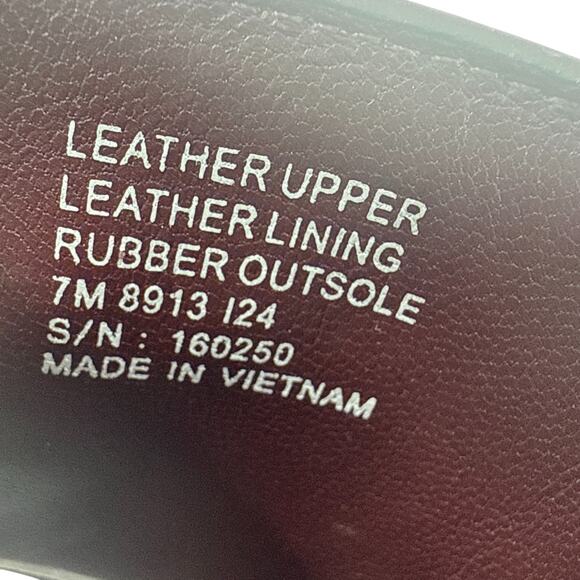 LEATHER UPPER
LEATHER LINING
RUBBER OUTSOLE
7M 8913 I24
S/N : 160250
MADE IN VIETNAM